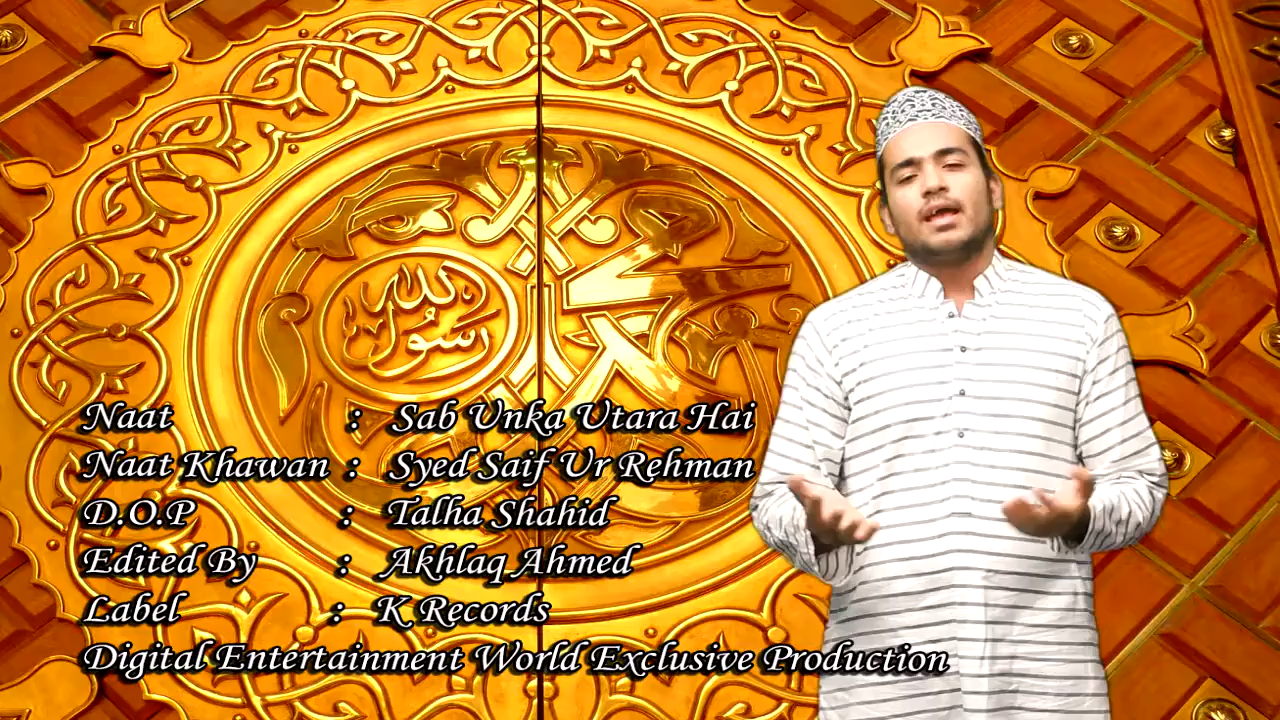 الله
رسول
Naat : Sab Unka Utara Hai
Naat Khawan : Syed Saif Ur Rehman
D.O.P : Talha Shahid
Edited By : Akhlaq Ahmed
Label : K Records
Digital Entertainment World Exclusive Production